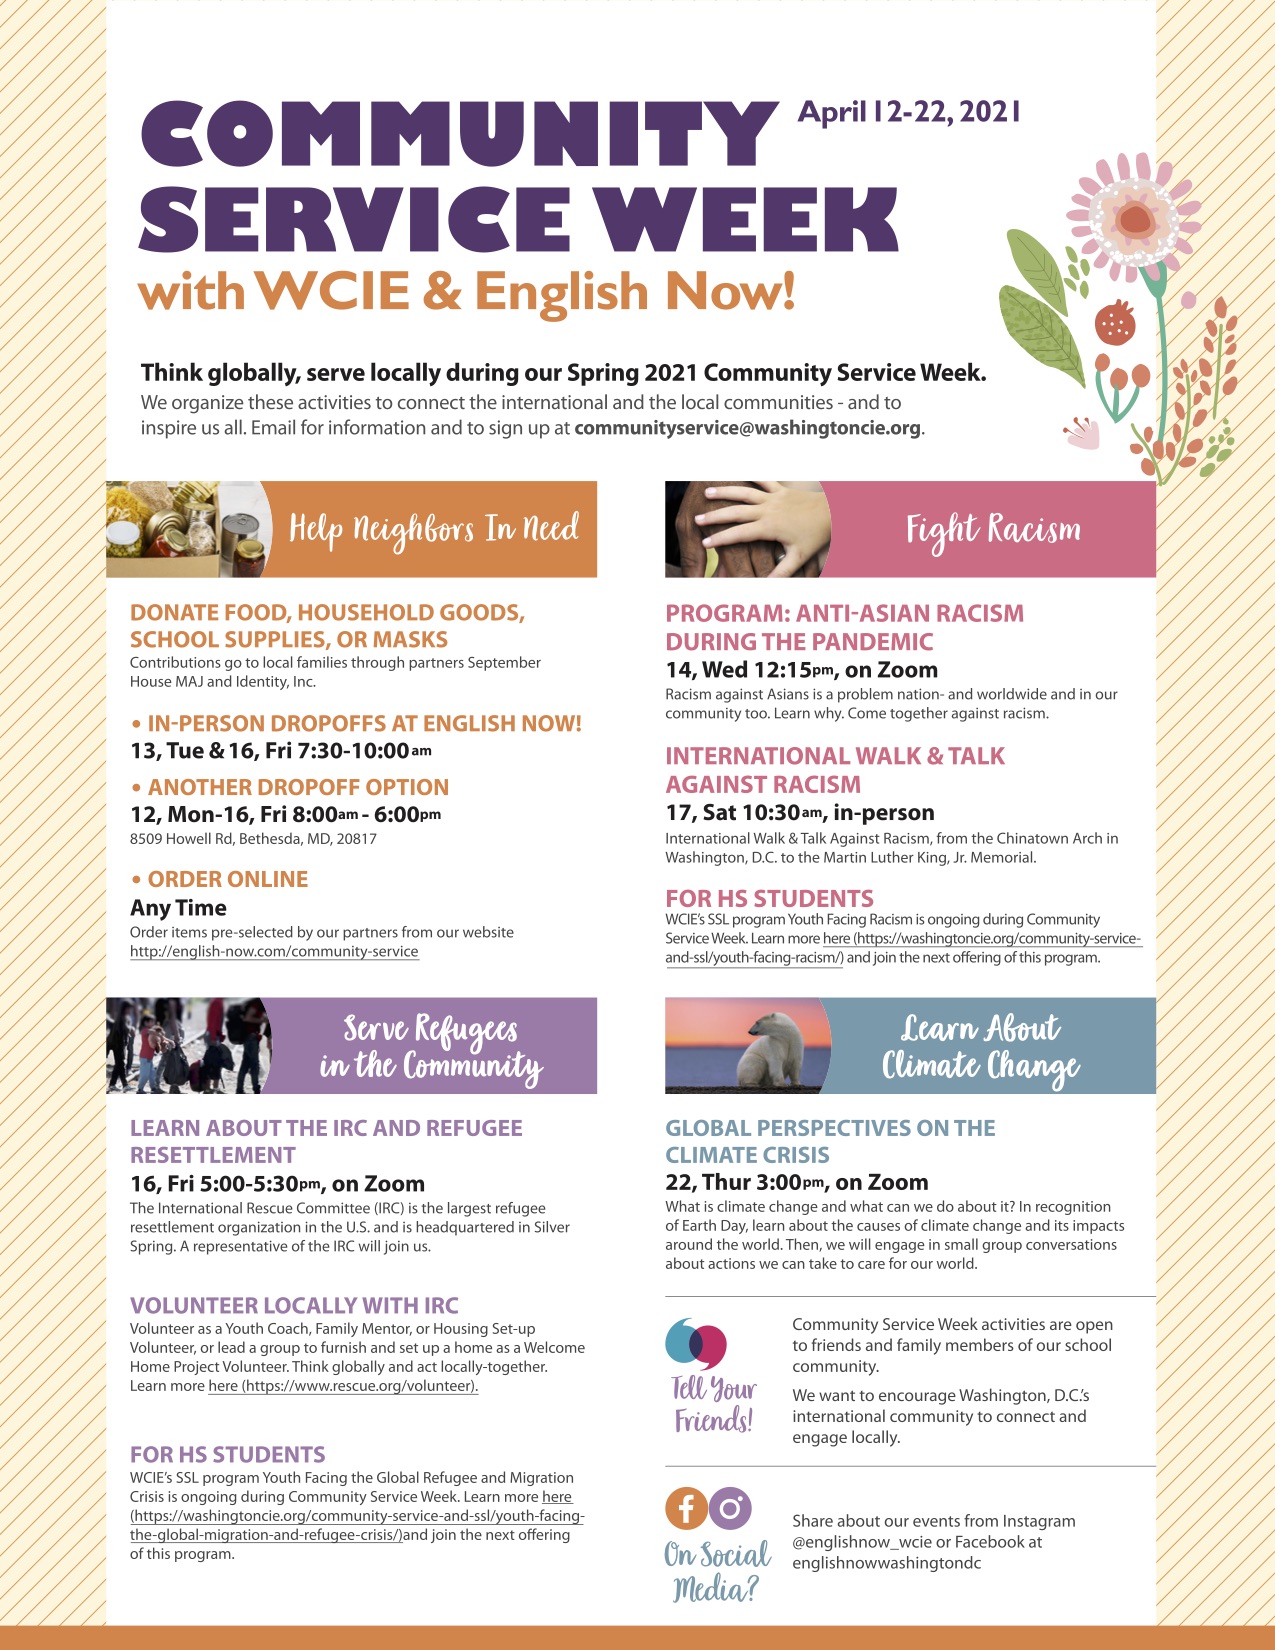 COMMUNITY
April 12-22, 2021
SERVICE WEEK
with WCIE & English Now!
Think globally, serve locally during our Spring 2021 Community Service Week.
We organize these activities to connect the international and the local communities - and to
inspire us all. Email for information and to sign up at communityservice@washingtoncie.org.
Help Neighbors In Need
DONATE FOOD, HOUSEHOLD GOODS,
SCHOOL SUPPLIES, OR MASKS
Contributions go to local families through partners September
House MAJ and Identity, Inc.
• IN-PERSON DROPOFFS AT ENGLISH NOW!
13, Tue & 16, Fri 7:30-10:00 am
• ANOTHER DROPOFF OPTION
12, Mon-16, Fri 8:00am - 6:00pm
8509 Howell Rd, Bethesda, MD, 20817
• ORDER ONLINE
Any Time
Order items pre-selected by our partners from our website
http://english-now.com/community-service
Fight Racism
PROGRAM: ANTI-ASIAN RACISM
DURING THE PANDEMIC
14, Wed 12:15pm, on Zoom
Racism against Asians is a problem nation- and worldwide and in our
community too. Learn why. Come together against racism.
INTERNATIONAL WALK & TALK
AGAINST RACISM
17, Sat 10:30 am, in-person
International Walk & Talk Against Racism, from the Chinatown Arch in
Washington, D.C. to the Martin Luther King, Jr. Memorial.
FOR HS STUDENTS
WCIE's SSL program Youth Facing Racism is ongoing during Community
Service Week. Learn more here (https://washingtoncie.org/community-service-
and-ssl/youth-facing-racism/) and join the next offering of this program.
Serve Refugees
in the Community
LEARN ABOUT THE IRC AND REFUGEE
RESETTLEMENT
16, Fri 5:00-5:30pm, on Zoom
The International Rescue Committee (IRC) is the largest refugee
resettlement organization in the U.S. and is headquartered in Silver
Spring. A representative of the IRC will join us.
VOLUNTEER LOCALLY WITH IRC
Volunteer as a Youth Coach, Family Mentor, or Housing Set-up
Volunteer, or lead a group to furnish and set up a home as a Welcome
Home Project Volunteer. Think globally and act locally-together.
Learn more here (https://www.rescue.org/volunteer).
FOR HS STUDENTS
WCIE's SSL program Youth Facing the Global Refugee and Migration
Crisis is ongoing during Community Service Week. Learn more here
(https://washingtoncie.org/community-service-and-ssl/youth-facing-
the-global-migration-and-refugee-crisis/)and join the next offering
of this program.
Learn About
Climate Change
GLOBAL PERSPECTIVES ON THE
CLIMATE CRISIS
22, Thur 3:00pm, on Zoom
What is climate change and what can we do about it? In recognition
of Earth Day, learn about the causes of climate change and its impacts
around the world. Then, we will engage in small group conversations
about actions we can take to care for our world.
Tell Your
Friends!
Community Service Week activities are open
to friends and family members of our school
community.
We want to encourage Washington, D.C.'s
international community to connect and
engage locally.
On Social
Media?
Share about our events from Instagram
@englishnow_wcie or Facebook at
englishnowwashingtondc